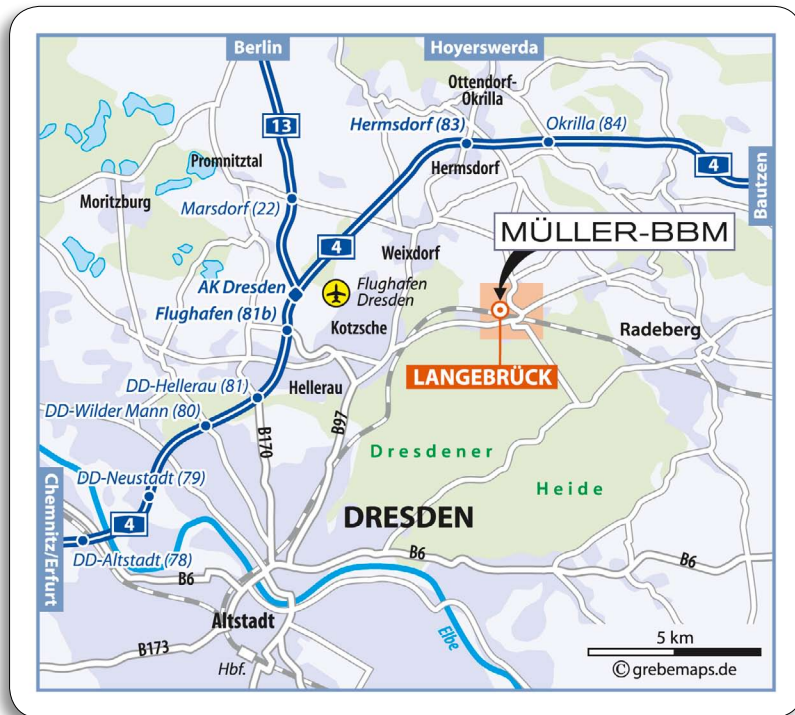 Berlin
Hoyerswerda
Ottendorf-
Okrilla
13
Hermsdorf (83)
Okrilla (84)
Promnitztal
Hermsdorf
4
Bautzen
Moritzburg
Marsdorf (22)
4
Weixdorf
MÜLLER-BBM
AK Dresden
Flughafen
Dresden
Flughafen (81b)
Kotzsche
Radeberg
LANGEBRÜCK
DD-Hellerau (81)
Hellerau
DD-Wilder Mann (80)
B170
B97
Dresdener
Heide
DD-Neustadt (79)
Chemnitz/Erfurt
4
DRESDEN
DD-Altstadt (78)
B6
B6
B6
Altstadt
Elbe
B173
Hbf.
5 km
© grebemaps.de